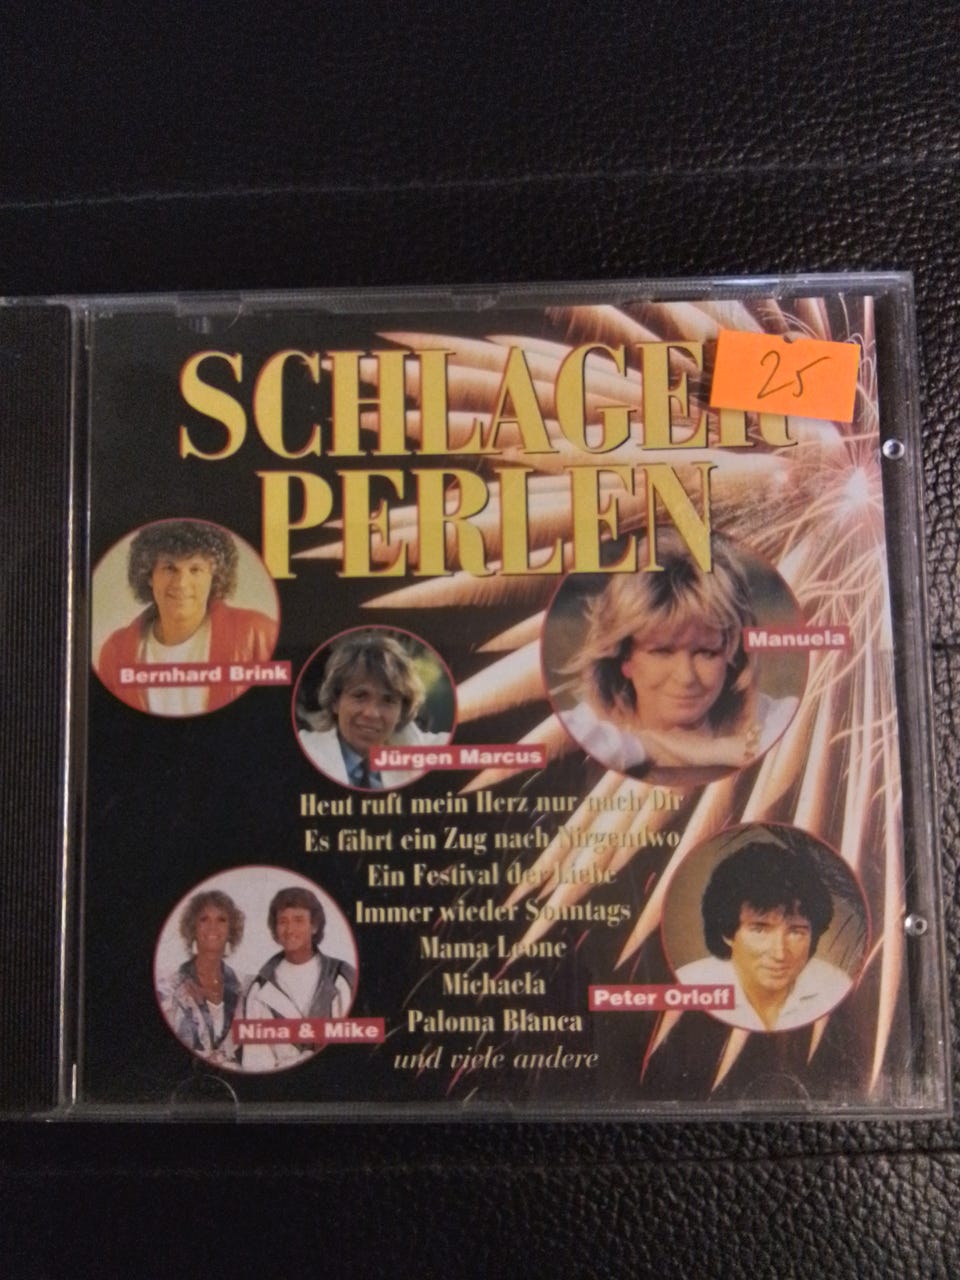 SCHLAGER
25
PERLEN
Bernhard Brink
Manuela
Jürgen Marcus
Heut ruft mein Herz nur nach Dir
Es fährt ein Zug nach Nirgendwo
Ein Festival der Liebe
Immer wieder Sonntags
Mama Leone
Michaela
Peter Orloff
Paloma Blanca
Nina & Mike
und viele andere